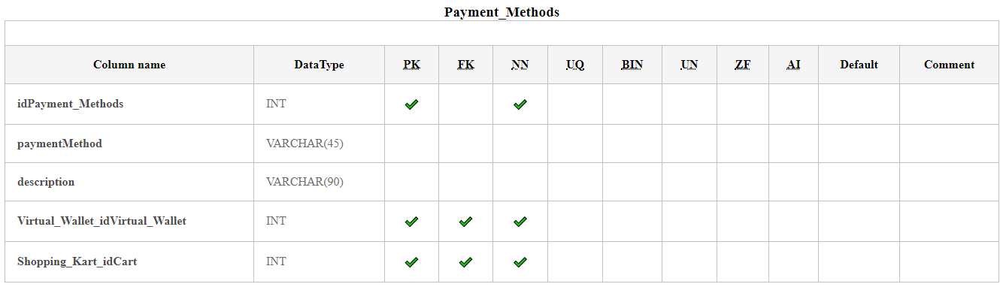 Payment_Methods
Column name DataType PK FK NN UQ BIN UN ZF AI Default Comment
idPayment_Methods INT ✔ ✔
paymentMethod VARCHAR(45)
description VARCHAR(90)
Virtual_Wallet_idVirtual_Wallet INT ✔ ✔ ✔
Shopping_Kart_idCart INT ✔ ✔ ✔